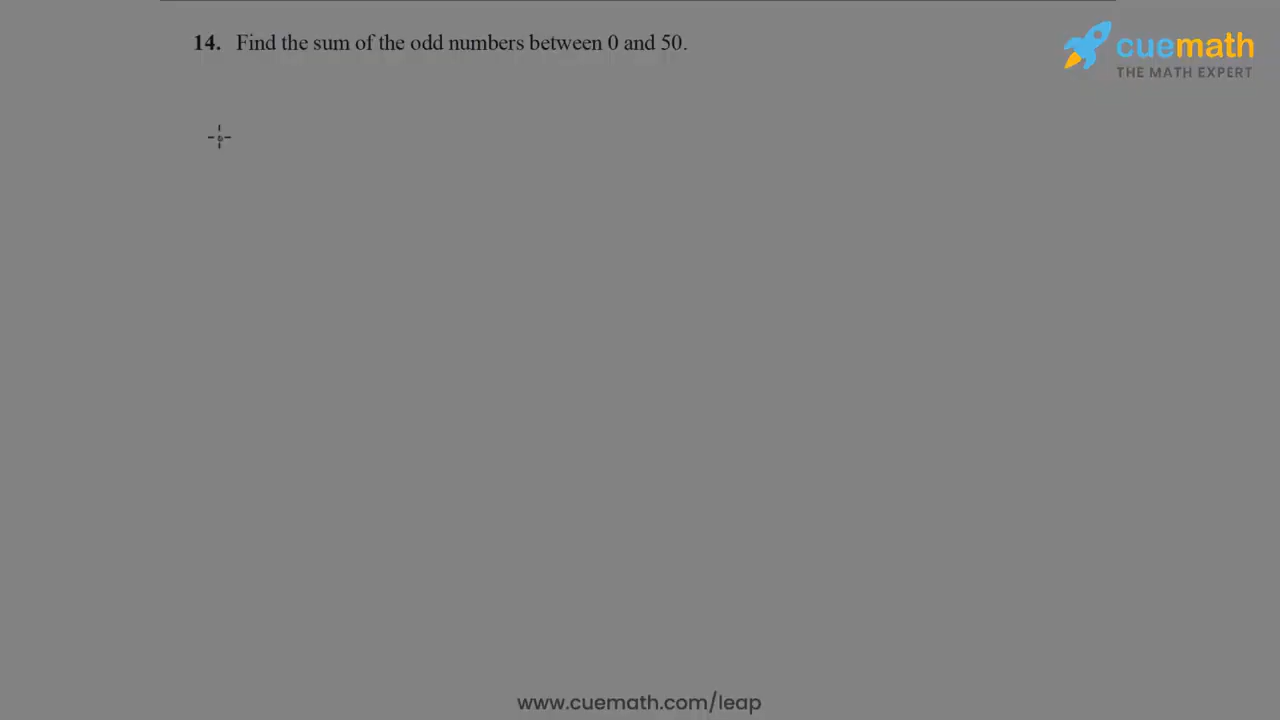 14. Find the sum of the odd numbers between 0 and 50.
cuemath
THE MATH EXPERT
www.cuemath.com/leap